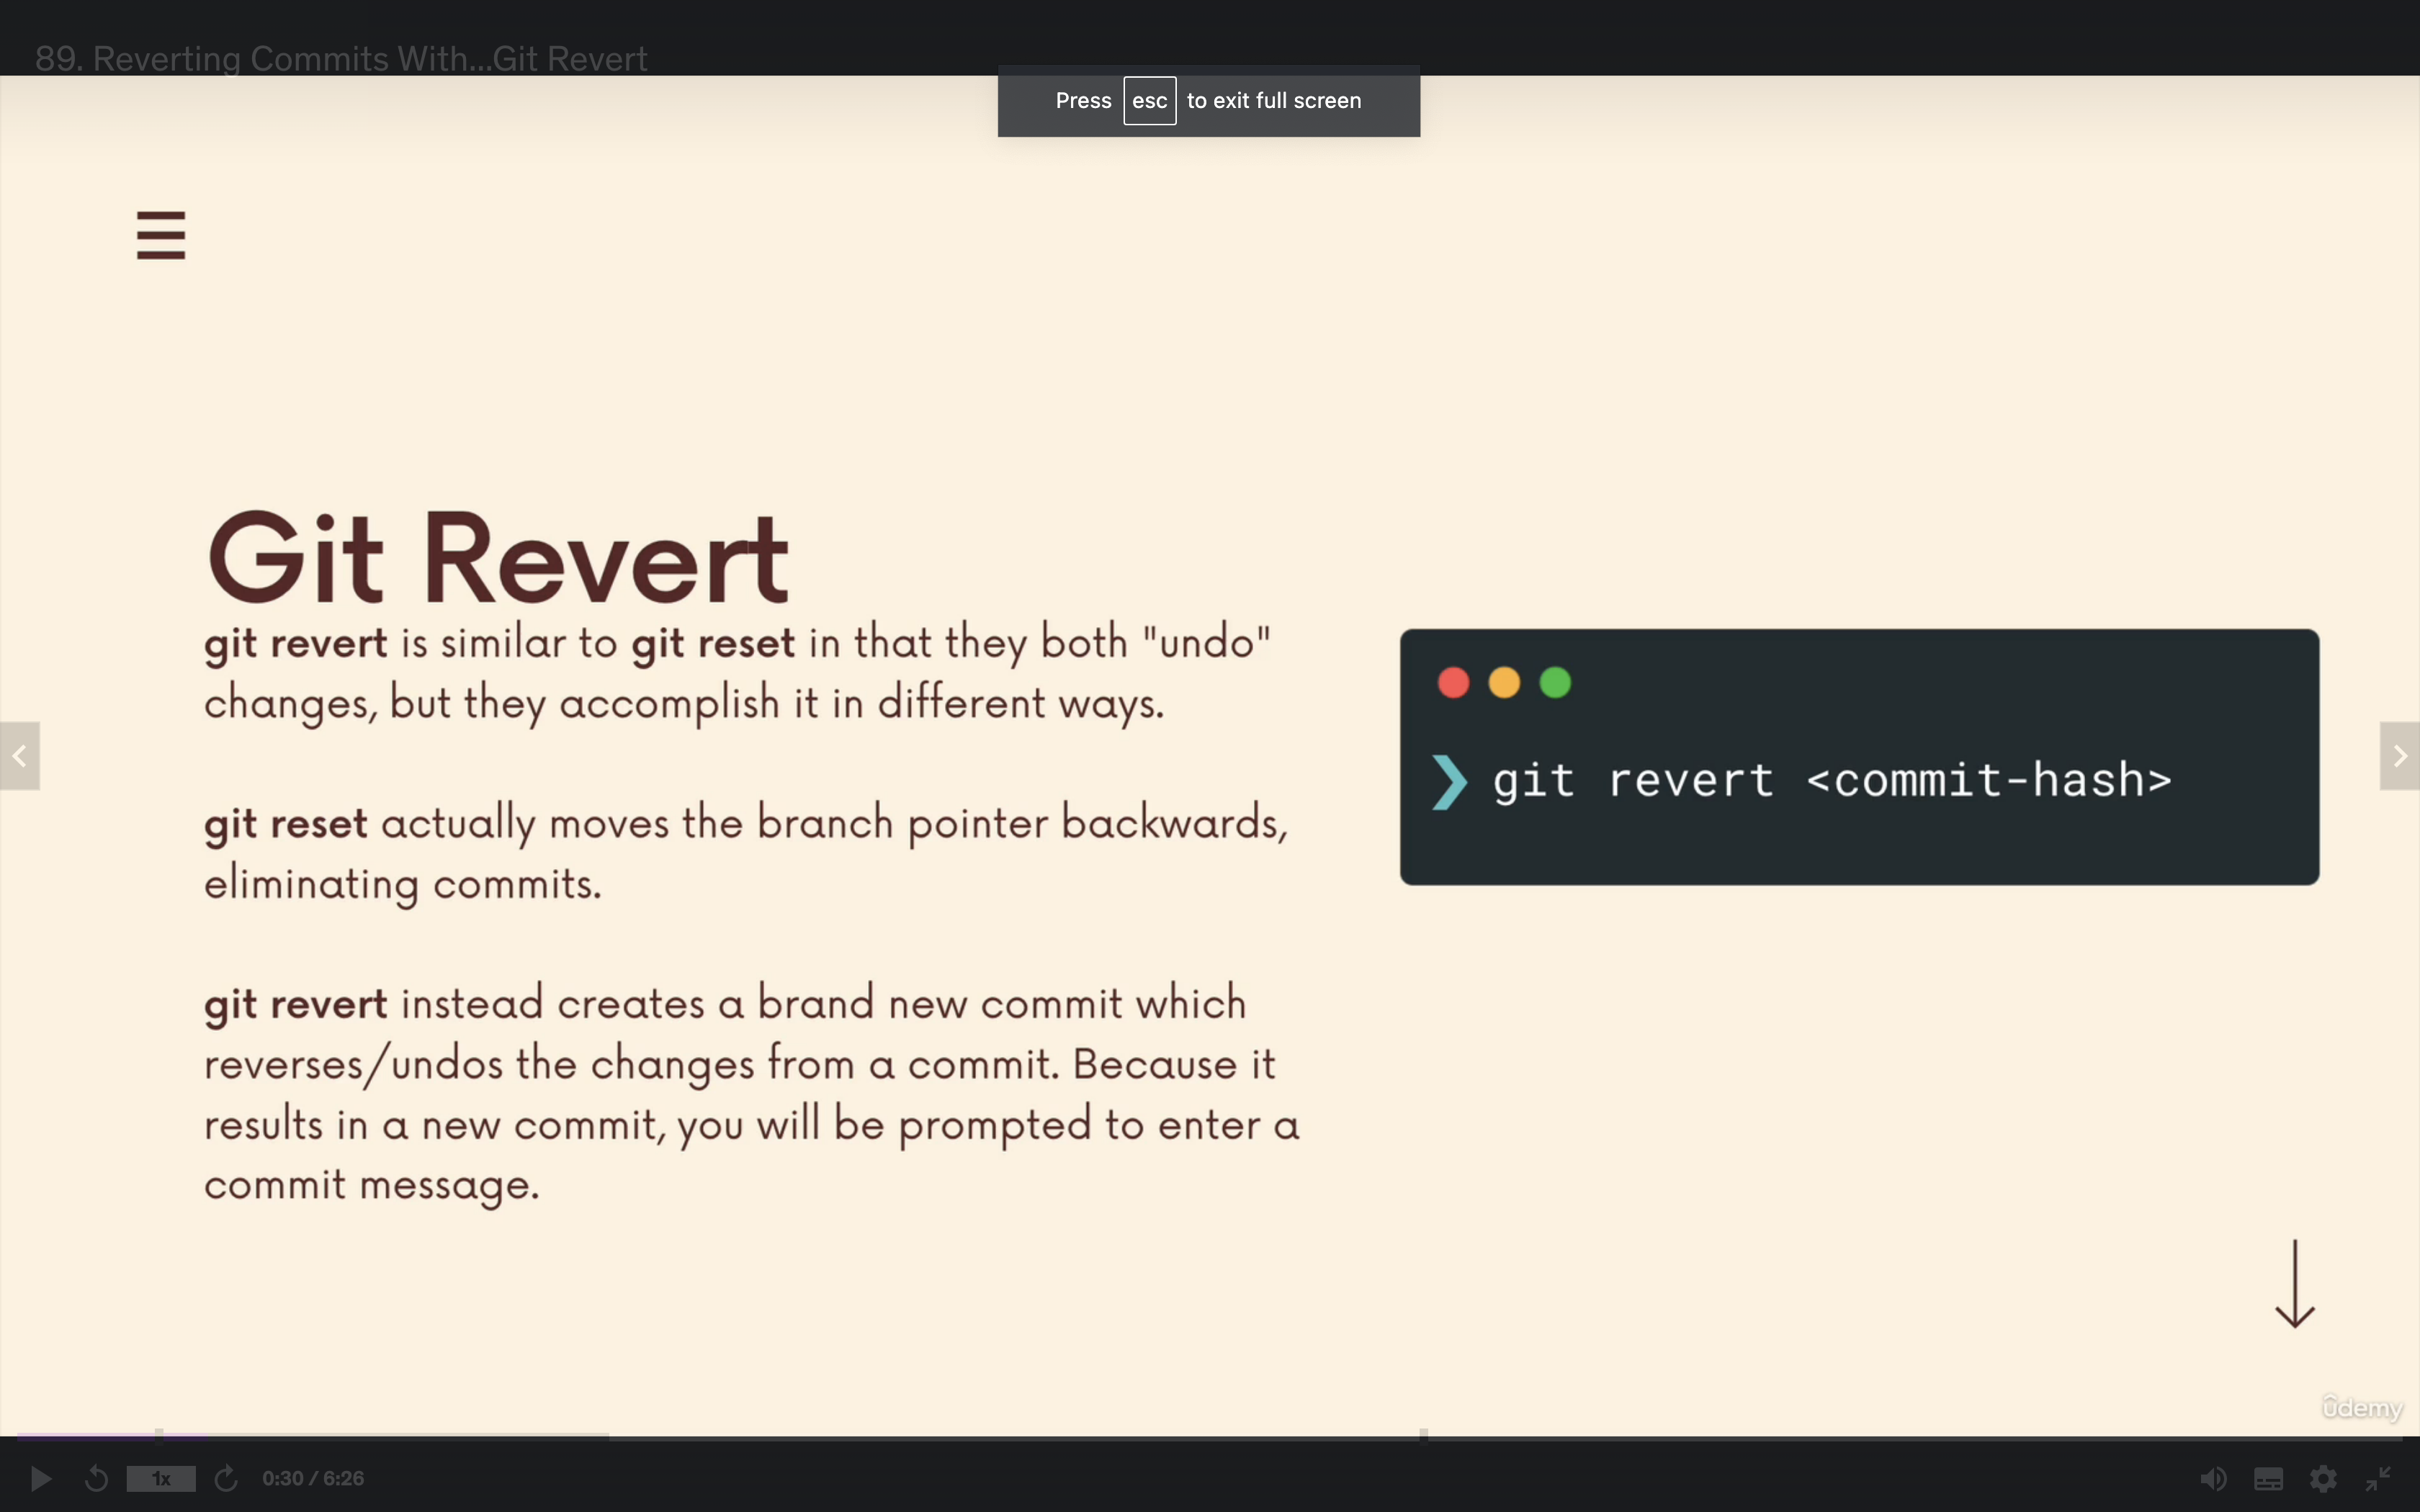 89. Reverting Commits With...Git Revert
Press esc to exit full screen
Git Revert
git revert is similar to git reset in that they both "undo"
changes, but they accomplish it in different ways.
git reset actually moves the branch pointer backwards,
eliminating commits.
git revert instead creates a brand new commit which
reverses/undos the changes from a commit. Because it
results in a new commit, you will be prompted to enter a
commit message.
❯ git revert <commit-hash>
ûdemy
1x
0:30 / 6:26